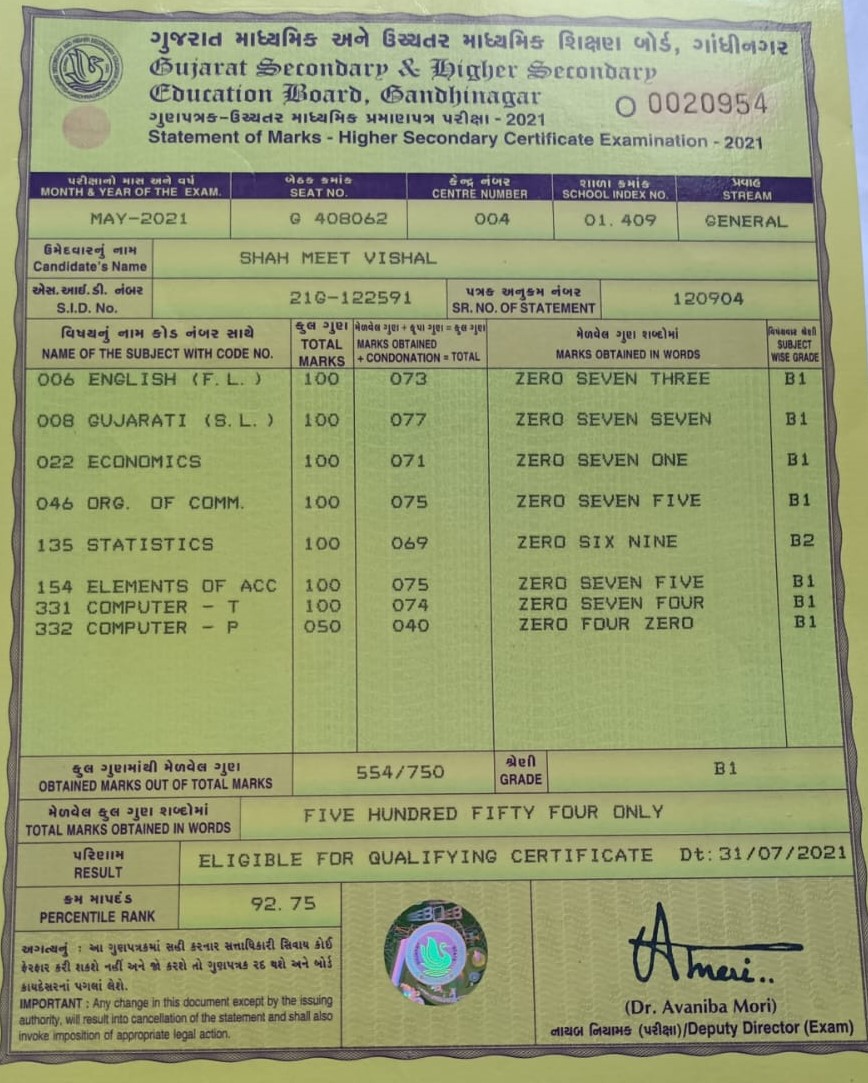 ગુજરાત માધ્યમિક અને ઉચ્ચતર માધ્યમિક શિક્ષણ બોર્ડ, ગાંધીનગર
Gujarat Secondary & Higher Secondary
Education Board, Gandhinagar
O 0020954
ગુણપત્રક-ઉચ્ચતર માધ્યમિક પ્રમાણપત્ર પરીક્ષા - 2021
Statement of Marks - Higher Secondary Certificate Examination - 2021
પરીક્ષાનો માસ અને વર્ષ બેઠક ક્રમાંક કેન્દ્ર નંબર શાળા ક્રમાંક પ્રવાહ
MONTH & YEAR OF THE EXAM. SEAT NO. CENTRE NUMBER SCHOOL INDEX NO. STREAM
MAY-2021 G 408062 004 01.409 GENERAL
ઉમેદવારનું નામ
Candidate's Name SHAH MEET VISHAL
એસ.આઈ.ડી. નંબર પત્રક અનુક્રમ નંબર
S.I.D. No. 21G-122591 SR. NO. OF STATEMENT 120904
વિષયનું નામ કોડ નંબર સાથે કુલ ગુણ મેળવેલ ગુણ + કૃપા ગુણ = કુલ ગુણ મેળવેલ ગુણ શબ્દોમાં વિષયવાર શ્રેણી
NAME OF THE SUBJECT WITH CODE NO. TOTAL MARKS MARKS OBTAINED + CONDONATION = TOTAL MARKS OBTAINED IN WORDS SUBJECT WISE GRADE
006 ENGLISH (F.L.) 100 073 ZERO SEVEN THREE B1
008 GUJARATI (S.L.) 100 077 ZERO SEVEN SEVEN B1
022 ECONOMICS 100 071 ZERO SEVEN ONE B1
046 ORG. OF COMM. 100 075 ZERO SEVEN FIVE B1
135 STATISTICS 100 069 ZERO SIX NINE B2
154 ELEMENTS OF ACC 100 075 ZERO SEVEN FIVE B1
331 COMPUTER - T 100 074 ZERO SEVEN FOUR B1
332 COMPUTER - P 050 040 ZERO FOUR ZERO B1
કુલ ગુણમાંથી મેળવેલ ગુણ શ્રેણી
OBTAINED MARKS OUT OF TOTAL MARKS 554/750 GRADE B1
મેળવેલ કુલ ગુણ શબ્દોમાં
TOTAL MARKS OBTAINED IN WORDS FIVE HUNDRED FIFTY FOUR ONLY
પરિણામ
RESULT ELIGIBLE FOR QUALIFYING CERTIFICATE Dt:31/07/2021
ક્રમ માપદંડ
PERCENTILE RANK 92.75
અગત્યનું : આ ગુણપત્રકમાં સહી કરનાર સત્તાધિકારી સિવાય કોઈ
ફેરફાર કરી શકશે નહીં અને જો કરશે તો ગુણપત્રક રદ થશે અને બોર્ડ
કાયદેસરનાં પગલાં લેશે.
IMPORTANT : Any change in this document except by the issuing
authority, will result into cancellation of the statement and shall also
invoke imposition of appropriate legal action.
(Dr. Avaniba Mori)
નાયબ નિયામક (પરીક્ષા)/Deputy Director (Exam)